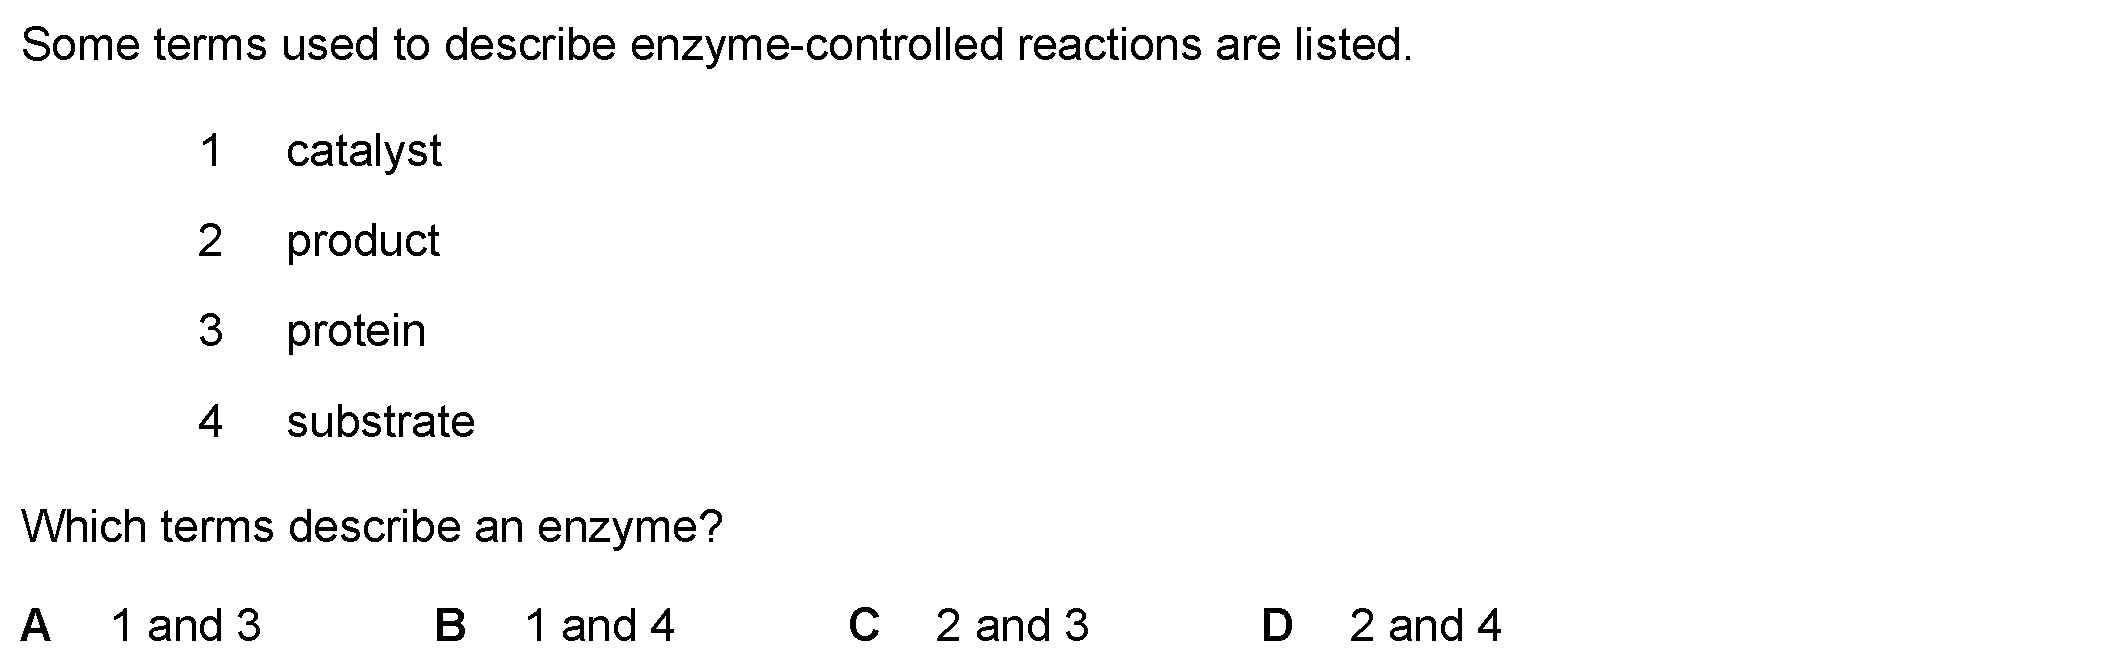 Some terms used to describe enzyme-controlled reactions are listed.
1 catalyst
2 product
3 protein
4 substrate
Which terms describe an enzyme?
A 1 and 3 B 1 and 4 C 2 and 3 D 2 and 4